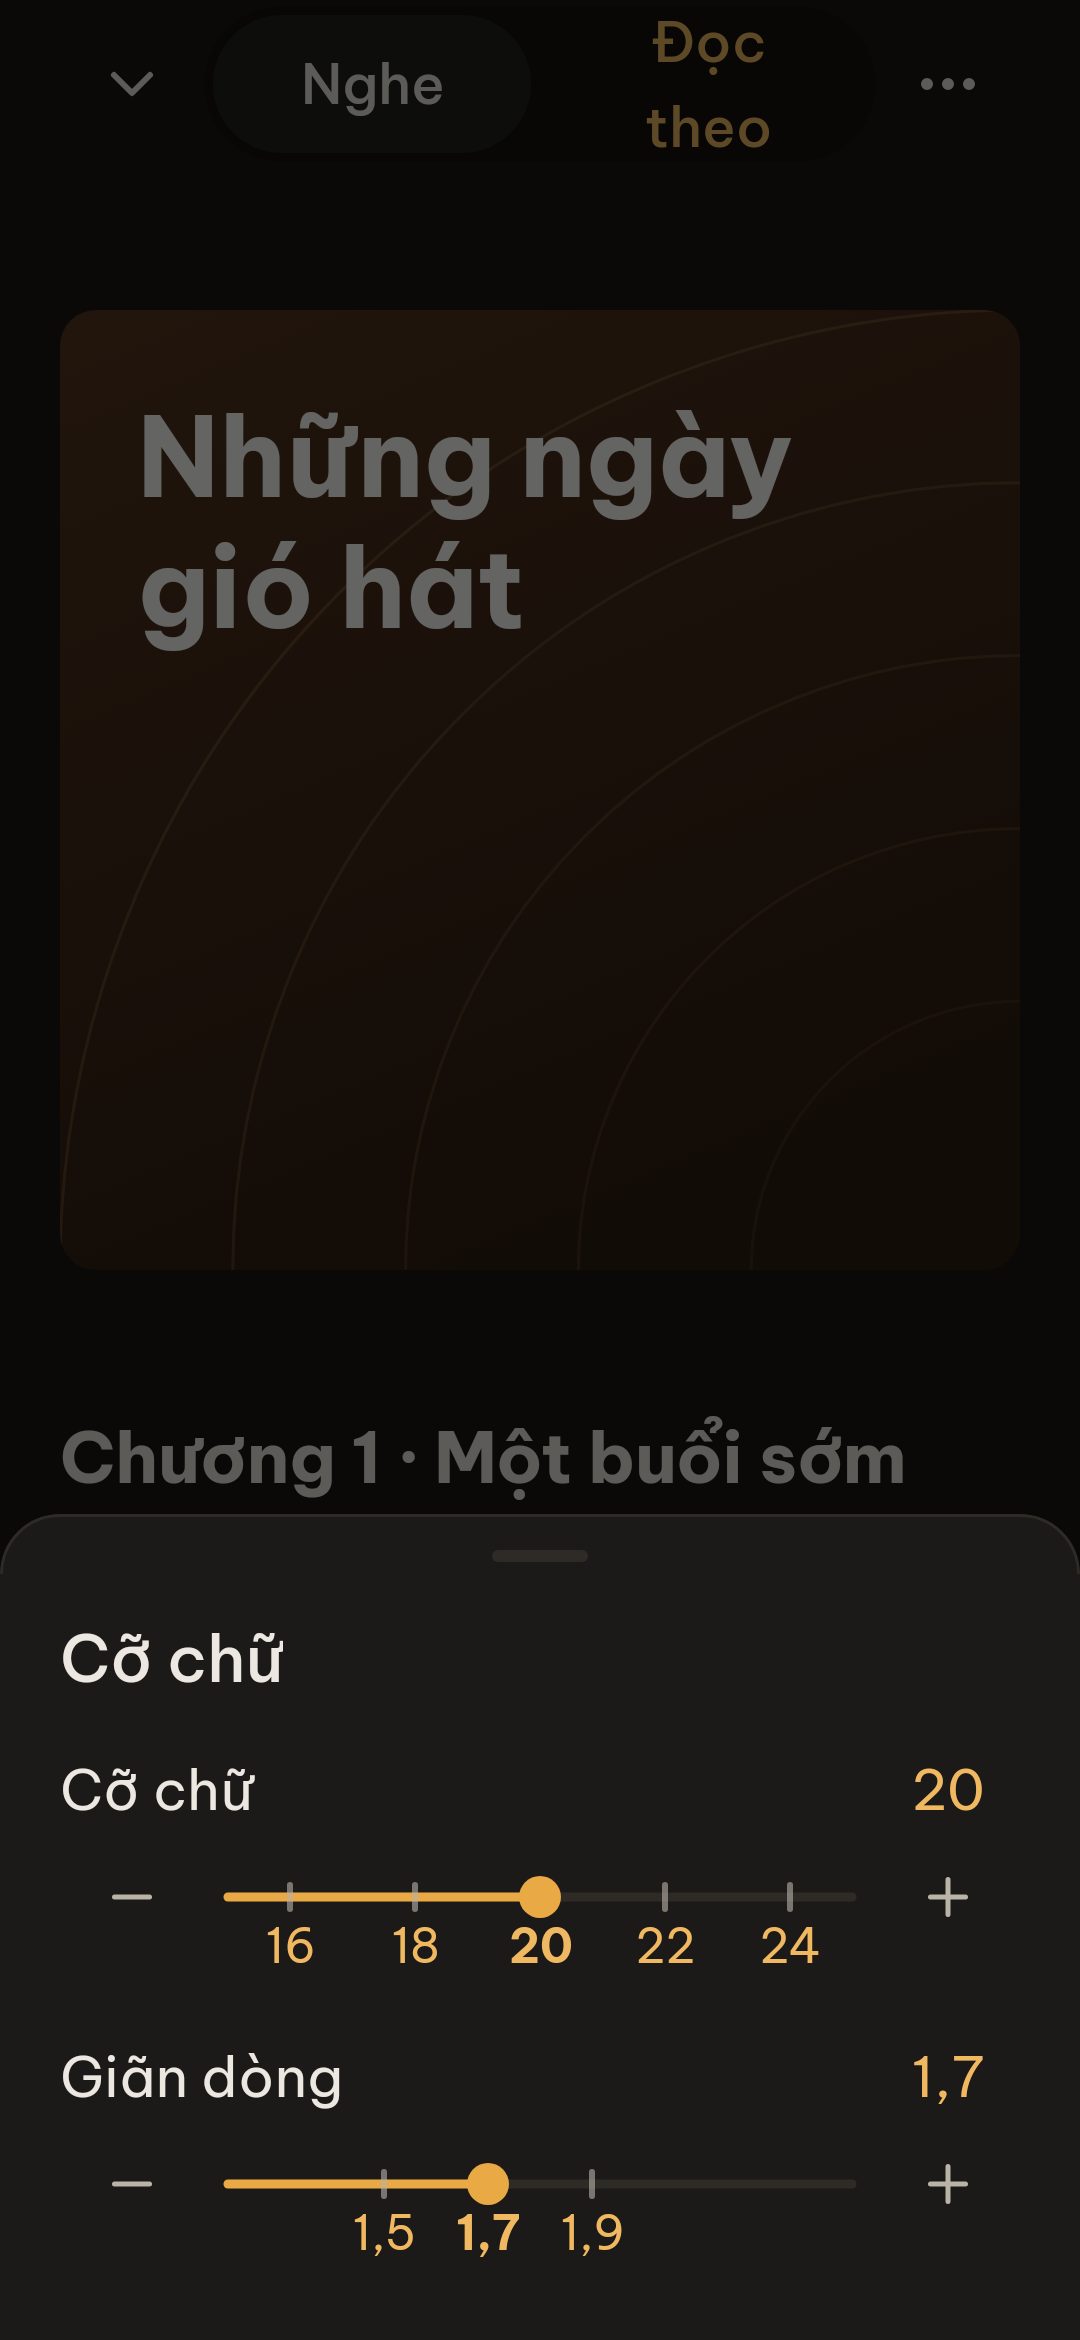 Nghe
Đọc
theo
Những ngày
gió hát
Chương 1 · Một buổi sớm
Cỡ chữ
Cỡ chữ 20
16 18 20 22 24
Giãn dòng 1,7
1,5 1,7 1,9